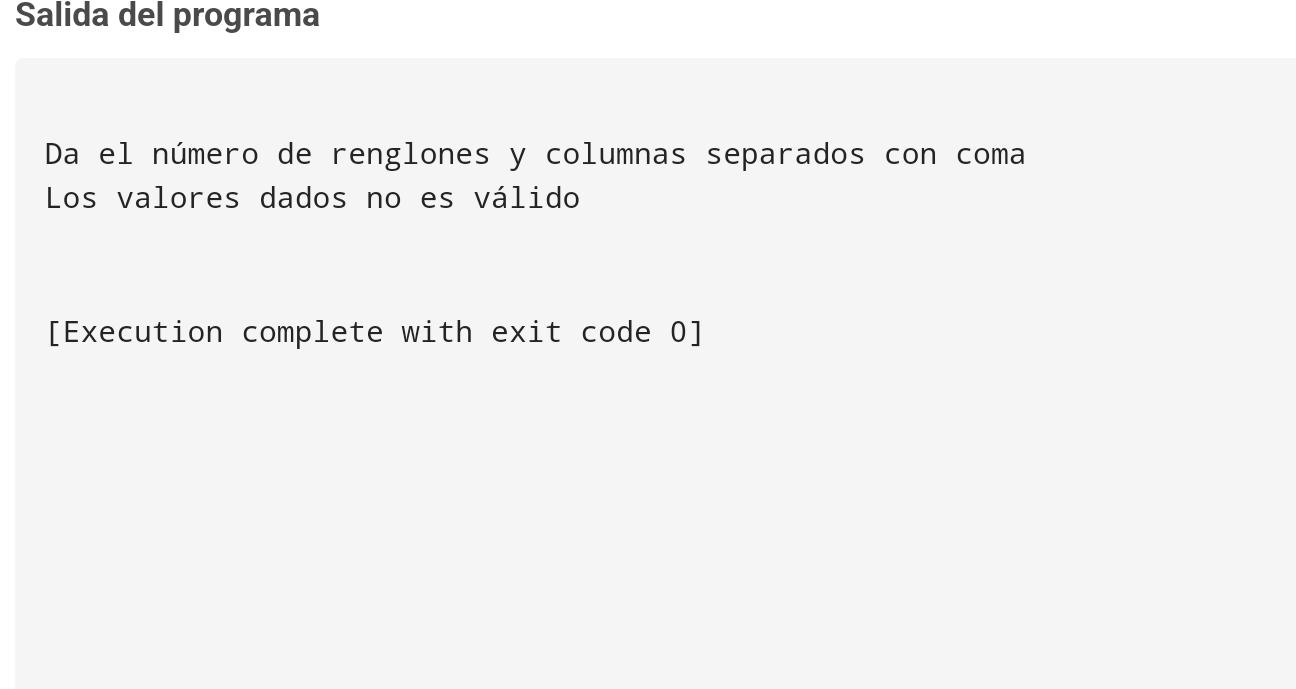 Salida del programa
Da el número de renglones y columnas separados con coma
Los valores dados no es válido
[Execution complete with exit code 0]